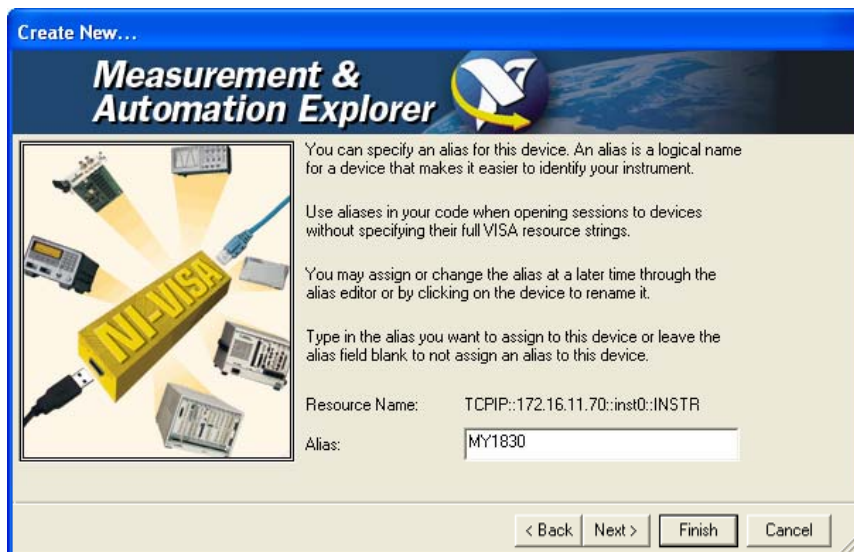 Create New...
Measurement &
Automation Explorer
You can specify an alias for this device. An alias is a logical name
for a device that makes it easier to identify your instrument.
Use aliases in your code when opening sessions to devices
without specifying their full VISA resource strings.
You may assign or change the alias at a later time through the
alias editor or by clicking on the device to rename it.
Type in the alias you want to assign to this device or leave the
alias field blank to not assign an alias to this device.
NI-VISA
Resource Name: TCPIP::172.16.11.70::inst0::INSTR
Alias: MY1830
< Back Next > Finish Cancel